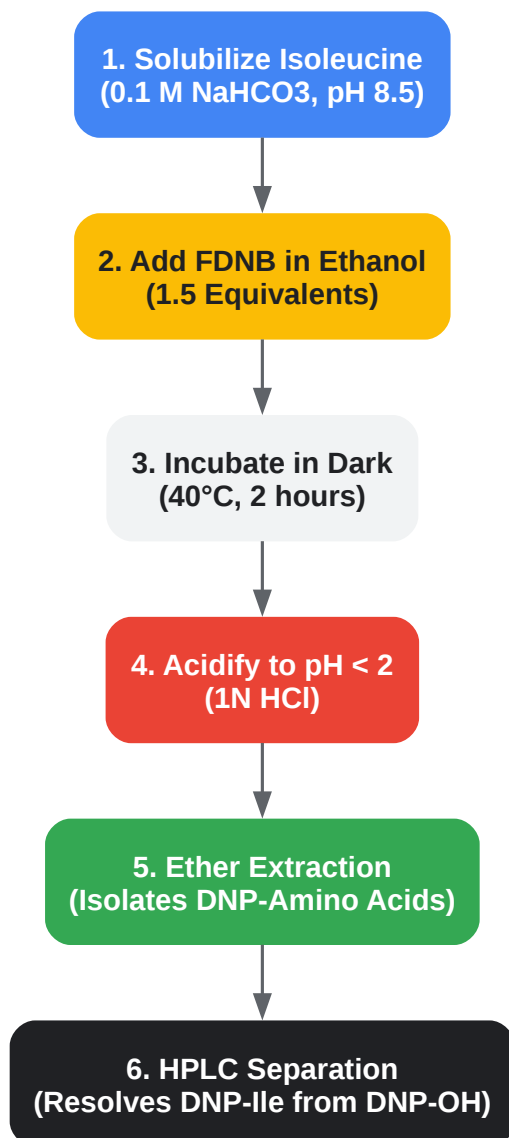 1. Solubilize Isoleucine
(0.1 M NaHCO3, pH 8.5)
2. Add FDNB in Ethanol
(1.5 Equivalents)
3. Incubate in Dark
(40°C, 2 hours)
4. Acidify to pH < 2
(1N HCl)
5. Ether Extraction
(Isolates DNP-Amino Acids)
6. HPLC Separation
(Resolves DNP-Ile from DNP-OH)